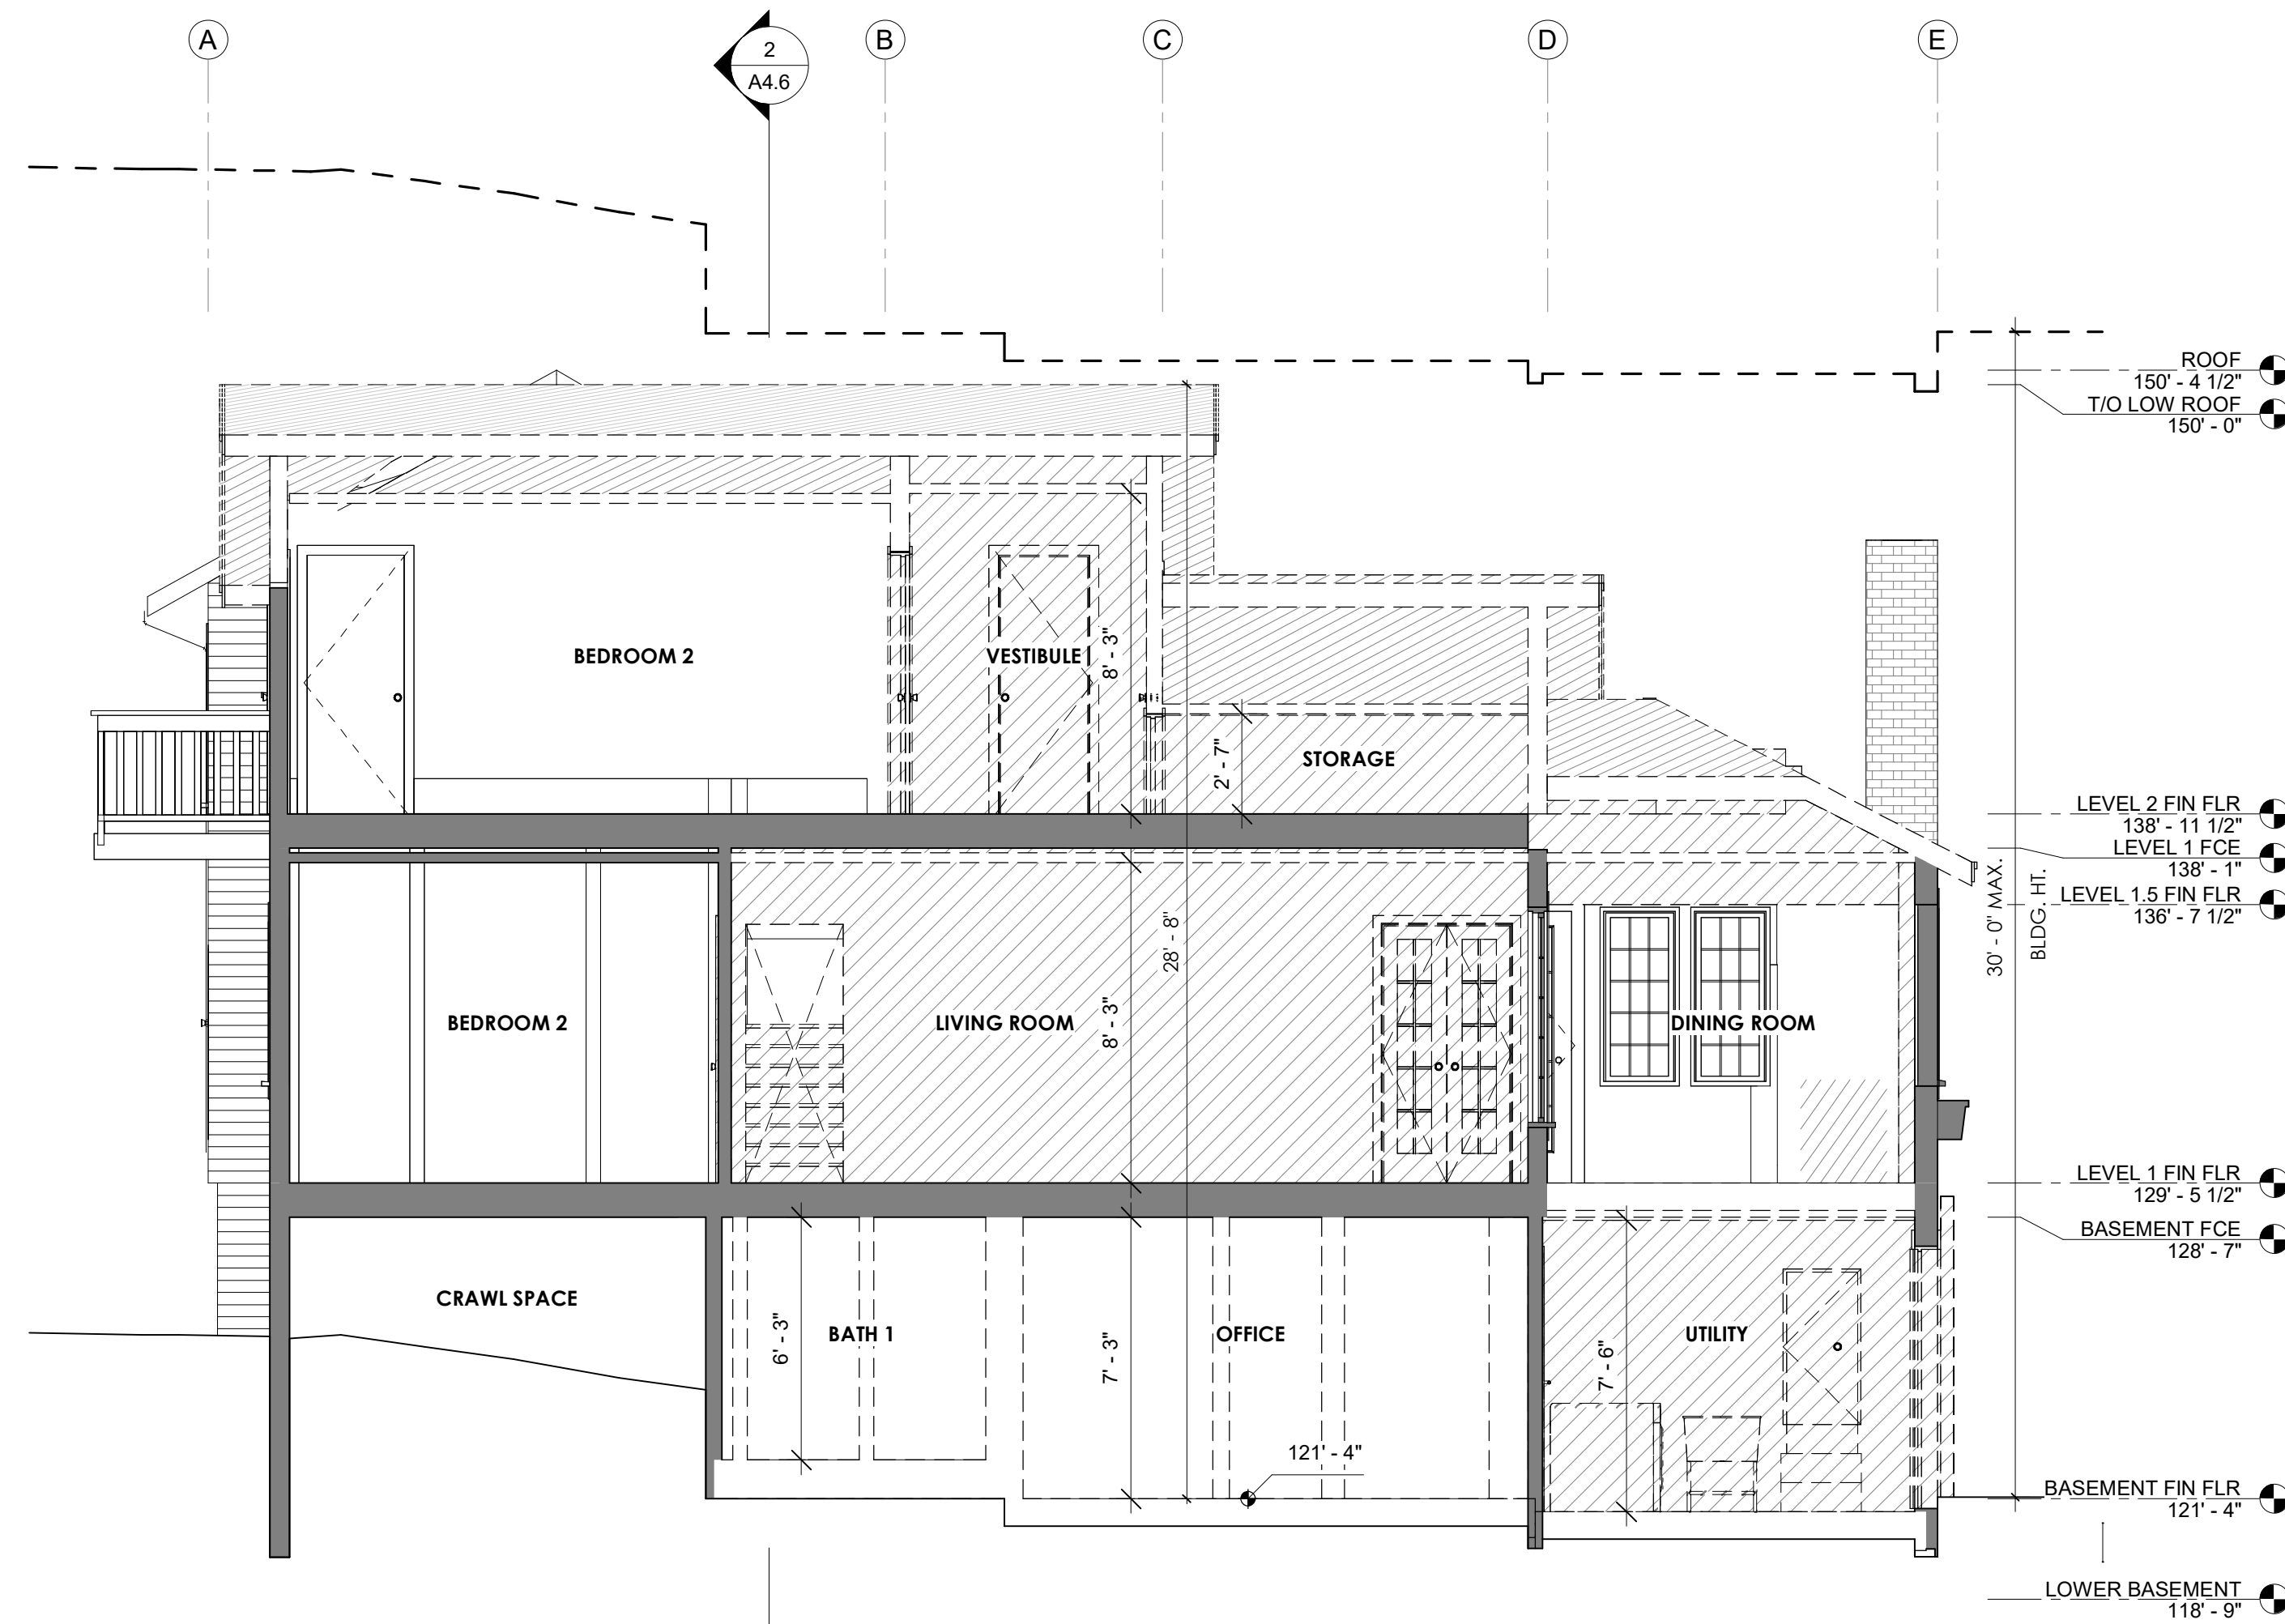 A
2
A4.6
B
C
D
E
ROOF
150' - 4 1/2"
T/O LOW ROOF
150' - 0"
BEDROOM 2
VESTIBULE
8' - 3"
2' - 7"
STORAGE
LEVEL 2 FIN FLR
138' - 11 1/2"
LEVEL 1 FCE
138' - 1"
LEVEL 1.5 FIN FLR
136' - 7 1/2"
30' - 0" MAX.
BLDG. HT.
28' - 8"
BEDROOM 2
LIVING ROOM
8' - 3"
DINING ROOM
LEVEL 1 FIN FLR
129' - 5 1/2"
BASEMENT FCE
128' - 7"
CRAWL SPACE
6' - 3"
BATH 1
7' - 3"
OFFICE
7' - 6"
UTILITY
121' - 4"
BASEMENT FIN FLR
121' - 4"
LOWER BASEMENT
118' - 9"